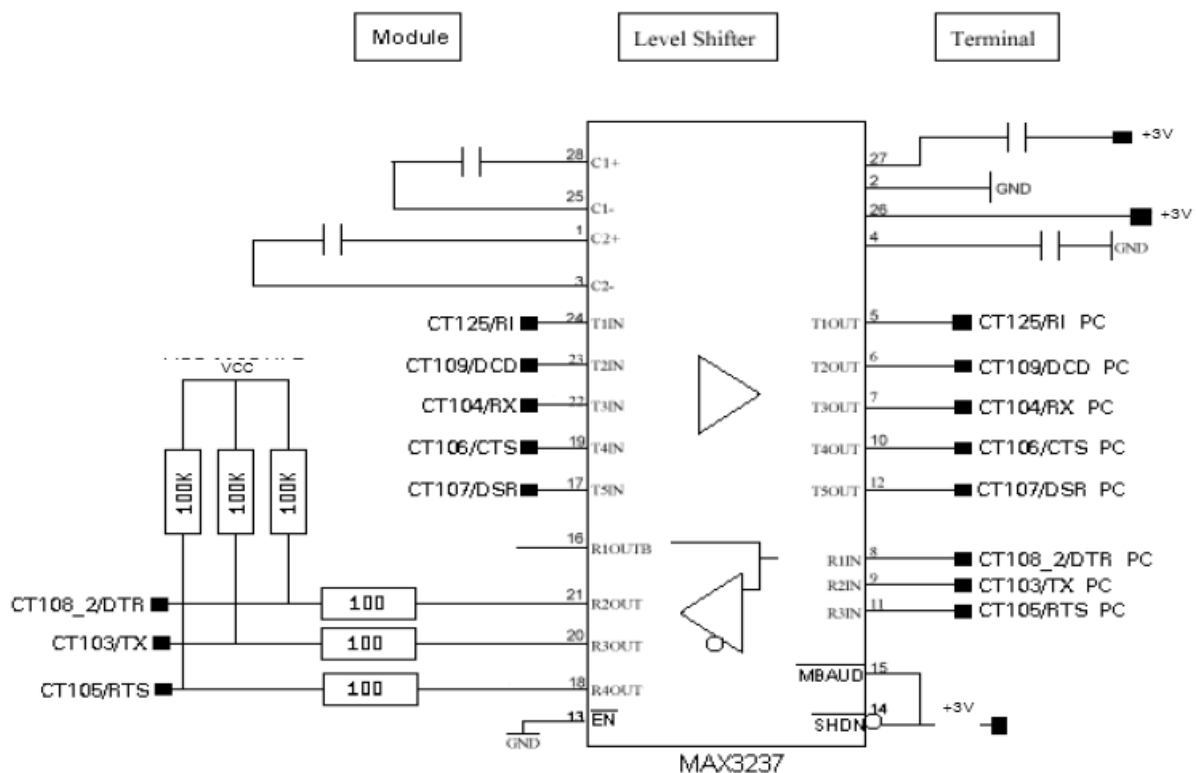 Module
Level Shifter
Terminal
28
C1+
25
C1-
1
C2+
3
C2-
27
+3V
2
GND
26
+3V
4
GND
CT125/RI
24
T1IN
T1OUT
5
CT125/RI PC
CT109/DCD
23
T2IN
T2OUT
6
CT109/DCD PC
CT104/RX
22
T3IN
T3OUT
7
CT104/RX PC
CT106/CTS
19
T4IN
T4OUT
10
CT106/CTS PC
CT107/DSR
17
T5IN
T5OUT
12
CT107/DSR PC
VCC
100K
100K
100K
16
R1OUTB
R1IN
8
CT108_2/DTR PC
R2IN
9
CT103/TX PC
R3IN
11
CT105/RTS PC
CT108_2/DTR
100
21
R2OUT
CT103/TX
100
20
R3OUT
CT105/RTS
100
18
R4OUT
MBAUD
15
GND
13
EN
SHDN
14
+3V
MAX3237